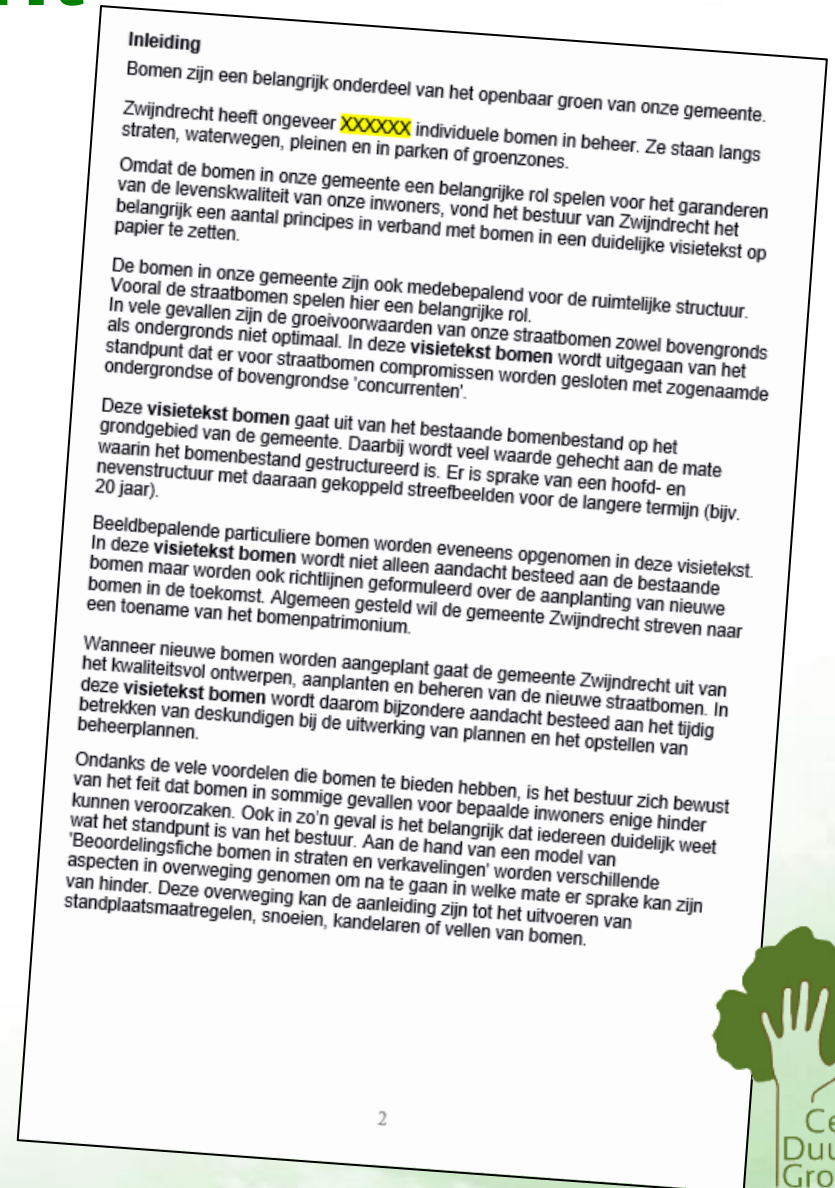 Inleiding
Bomen zijn een belangrijk onderdeel van het openbaar groen van onze gemeente.
Zwijndrecht heeft ongeveer XXXXXX individuele bomen in beheer. Ze staan langs
straten, waterwegen, pleinen en in parken of groenzones.
Omdat de bomen in onze gemeente een belangrijke rol spelen voor het garanderen
van de levenskwaliteit van onze inwoners, vond het bestuur van Zwijndrecht het
belangrijk een aantal principes in verband met bomen in een duidelijke visietekst op
papier te zetten.
De bomen in onze gemeente zijn ook medebepalend voor de ruimtelijke structuur.
Vooral de straatbomen spelen hier een belangrijke rol.
In vele gevallen zijn de groeivoorwaarden van onze straatbomen zowel bovengronds
als ondergronds niet optimaal. In deze visietekst bomen wordt uitgegaan van het
standpunt dat er voor straatbomen compromissen worden gesloten met zogenaamde
ondergrondse of bovengrondse 'concurrenten'.
Deze visietekst bomen gaat uit van het bestaande bomenbestand op het
grondgebied van de gemeente. Daarbij wordt veel waarde gehecht aan de mate
waarin het bomenbestand gestructureerd is. Er is sprake van een hoofd- en
nevenstructuur met daaraan gekoppeld streefbeelden voor de langere termijn (bijv.
20 jaar).
Beeldbepalende particuliere bomen worden eveneens opgenomen in deze visietekst.
In deze visietekst bomen wordt niet alleen aandacht besteed aan de bestaande
bomen maar worden ook richtlijnen geformuleerd over de aanplanting van nieuwe
bomen in de toekomst. Algemeen gesteld wil de gemeente Zwijndrecht streven naar
een toename van het bomenpatrimonium.
Wanneer nieuwe bomen worden aangeplant gaat de gemeente Zwijndrecht uit van
het kwaliteitsvol ontwerpen, aanplanten en beheren van de nieuwe straatbomen. In
deze visietekst bomen wordt daarom bijzondere aandacht besteed aan het tijdig
betrekken van deskundigen bij de uitwerking van plannen en het opstellen van
beheerplannen.
Ondanks de vele voordelen die bomen te bieden hebben, is het bestuur zich bewust
van het feit dat bomen in sommige gevallen voor bepaalde inwoners enige hinder
kunnen veroorzaken. Ook in zo'n geval is het belangrijk dat iedereen duidelijk weet
wat het standpunt is van het bestuur. Aan de hand van een model van
'Beoordelingsfiche bomen in straten en verkavelingen' worden verschillende
aspecten in overweging genomen om na te gaan in welke mate er sprake kan zijn
van hinder. Deze overweging kan de aanleiding zijn tot het uitvoeren van
standplaatsmaatregelen, snoeien, kandelaren of vellen van bomen.
2
Ce
Duu
Gro